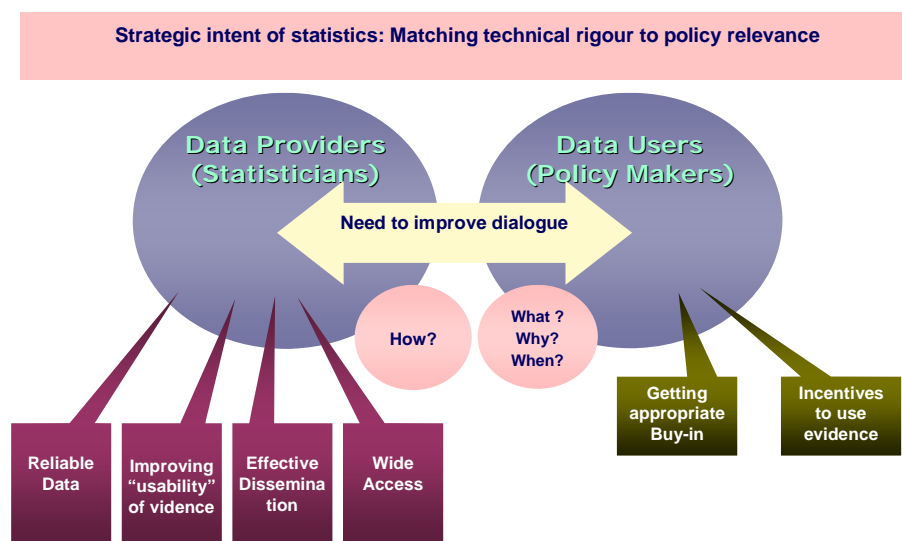 Strategic intent of statistics: Matching technical rigour to policy relevance
Data Providers
(Statisticians)
Data Users
(Policy Makers)
Need to improve dialogue
How?
What ?
Why?
When?
Getting
appropriate
Buy-in
Incentives
to use
evidence
Reliable
Data
Improving
“usability”
of vidence
Effective
Dissemina
tion
Wide
Access